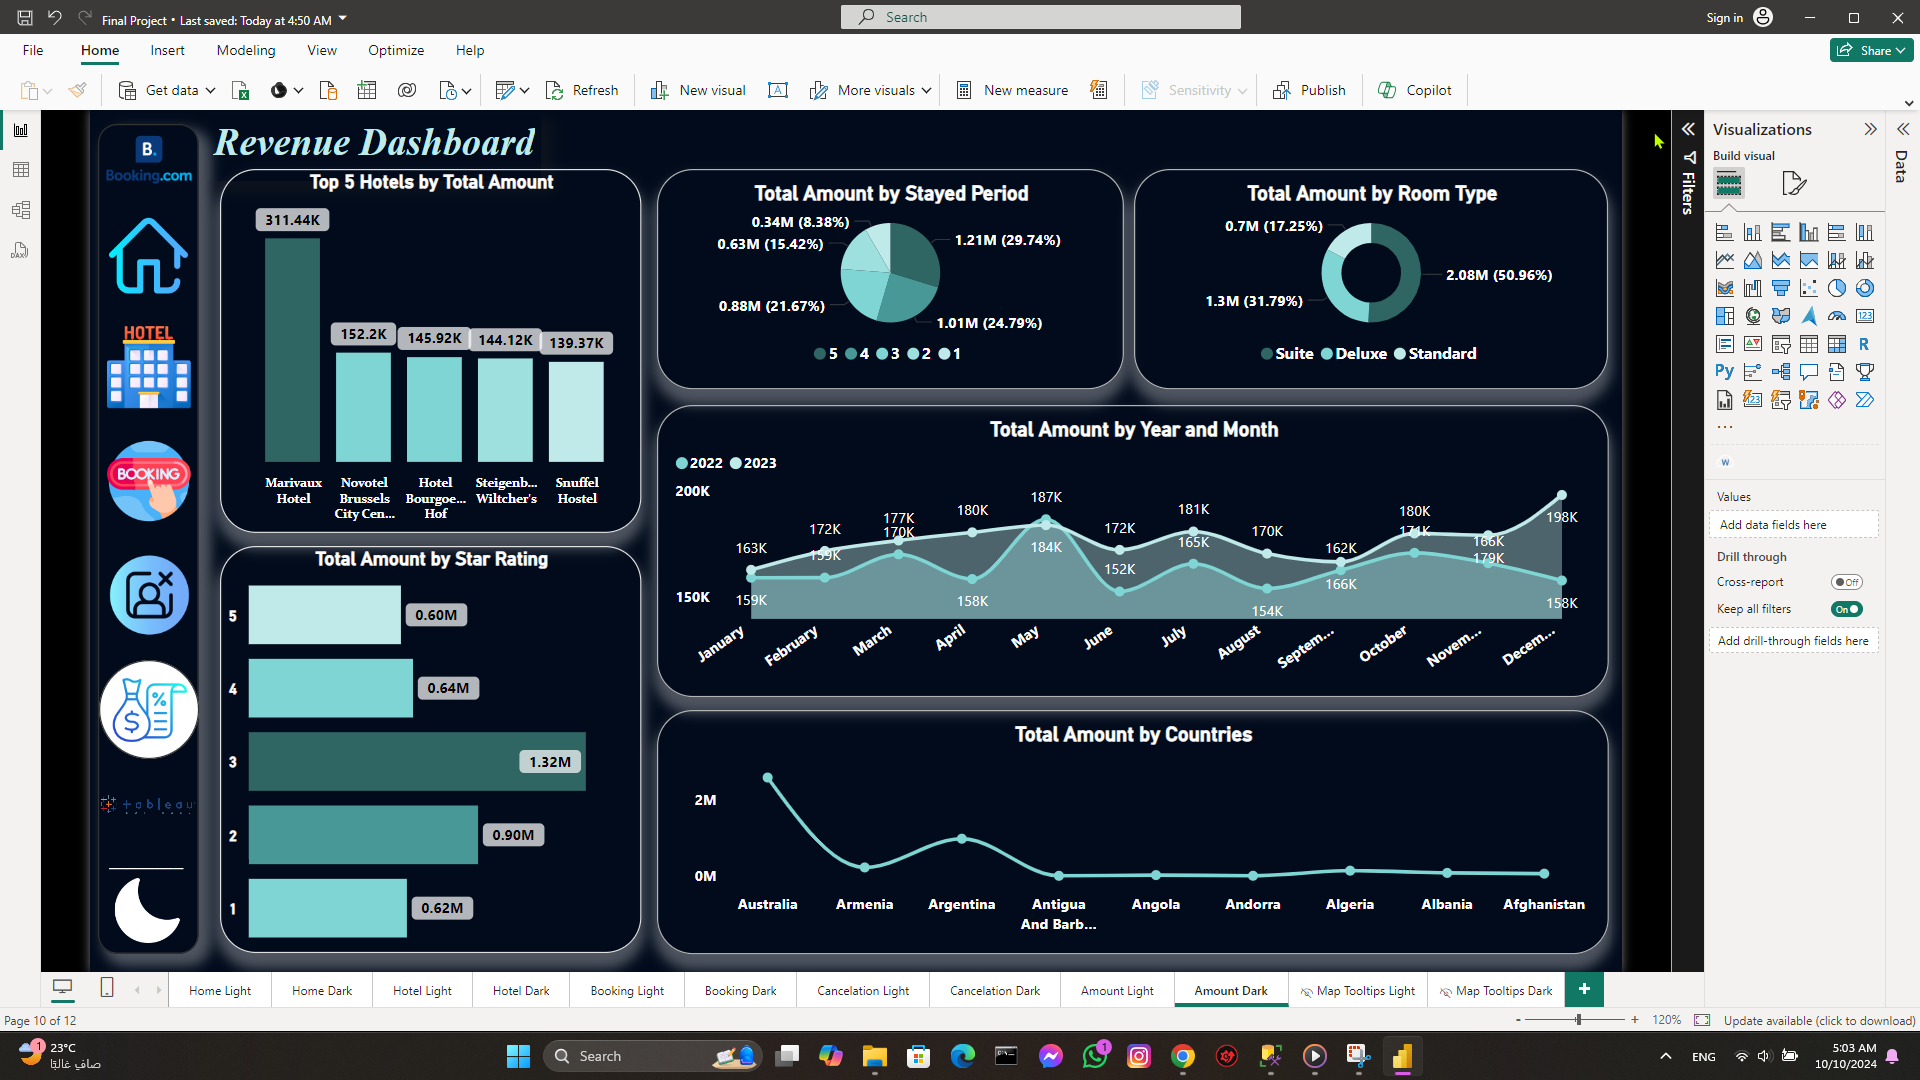 Final Project • Last saved: Today at 4:50 AM
Search
Sign in
File
Home
Insert
Modeling
View
Optimize
Help
Share
Get data
Refresh
New visual
More visuals
New measure
Sensitivity
Publish
Copilot
B.
Booking.com
HOTEL
BOOKING
tableau
Revenue Dashboard
Top 5 Hotels by Total Amount
311.44K
152.2K
145.92K
144.12K
139.37K
Marivaux Hotel
Novotel Brussels City Cen...
Hotel Bourgoe... Hof
Steigenb... Wiltcher's
Snuffel Hostel
Total Amount by Stayed Period
0.34M (8.38%)
0.63M (15.42%)
1.21M (29.74%)
0.88M (21.67%)
1.01M (24.79%)
5 4 3 2 1
Total Amount by Room Type
0.7M (17.25%)
2.08M (50.96%)
1.3M (31.79%)
Suite Deluxe Standard
Total Amount by Star Rating
5
0.60M
4
0.64M
3
1.32M
2
0.90M
1
0.62M
Total Amount by Year and Month
2022 2023
200K
150K
163K
172K
177K
180K
187K
172K
181K
170K
162K
180K
166K
198K
159K
159K
170K
158K
184K
152K
165K
154K
166K
171K
179K
158K
January
February
March
April
May
June
July
August
Septem...
October
Novem...
Decem...
Total Amount by Countries
2M
0M
Australia
Armenia
Argentina
Antigua And Barb...
Angola
Andorra
Algeria
Albania
Afghanistan
Filters
Visualizations
Build visual
Data
123
R
Py
123
W
Values
Add data fields here
Drill through
Cross-report
Off
Keep all filters
On
Add drill-through fields here
Home Light
Home Dark
Hotel Light
Hotel Dark
Booking Light
Booking Dark
Cancelation Light
Cancelation Dark
Amount Light
Amount Dark
Map Tooltips Light
Map Tooltips Dark
Page 10 of 12
120%
Update available (click to download)
1
23°C
صافٍ غالبًا
Search
1
ENG
5:03 AM
10/10/2024